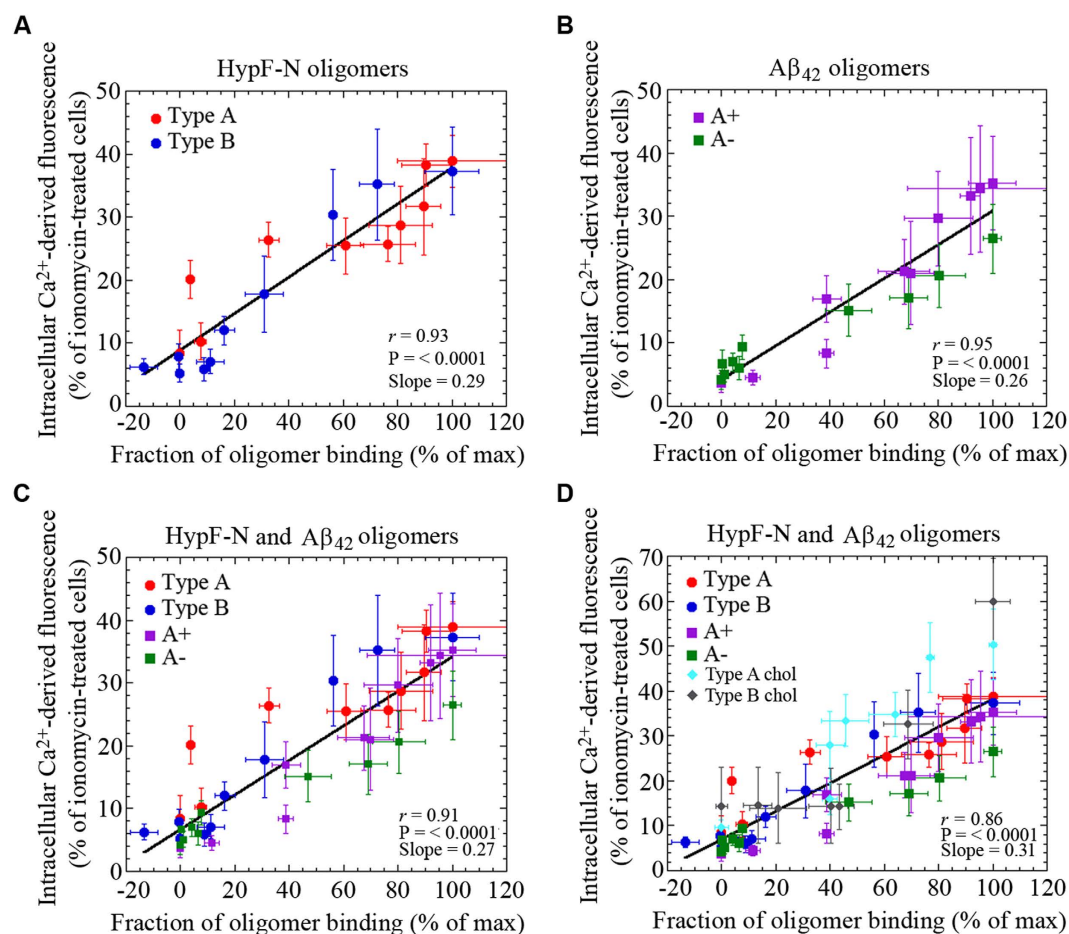 A
HypF-N oligomers
Intracellular Ca²⁺-derived fluorescence
(% of ionomycin-treated cells)
50
40
30
20
10
0
Type A
Type B
r = 0.93
P = < 0.0001
Slope = 0.29
-20 0 20 40 60 80 100 120
Fraction of oligomer binding (% of max)
B
Aβ₄₂ oligomers
Intracellular Ca²⁺-derived fluorescence
(% of ionomycin-treated cells)
50
40
30
20
10
0
A+
A-
r = 0.95
P = < 0.0001
Slope = 0.26
-20 0 20 40 60 80 100 120
Fraction of oligomer binding (% of max)
C
HypF-N and Aβ₄₂ oligomers
Intracellular Ca²⁺-derived fluorescence
(% of ionomycin-treated cells)
50
40
30
20
10
0
Type A
Type B
A+
A-
r = 0.91
P = < 0.0001
Slope = 0.27
-20 0 20 40 60 80 100 120
Fraction of oligomer binding (% of max)
D
HypF-N and Aβ₄₂ oligomers
Intracellular Ca²⁺-derived fluorescence
(% of ionomycin-treated cells)
70
60
50
40
30
20
10
0
Type A
Type B
A+
A-
Type A chol
Type B chol
r = 0.86
P = < 0.0001
Slope = 0.31
-20 0 20 40 60 80 100 120
Fraction of oligomer binding (% of max)